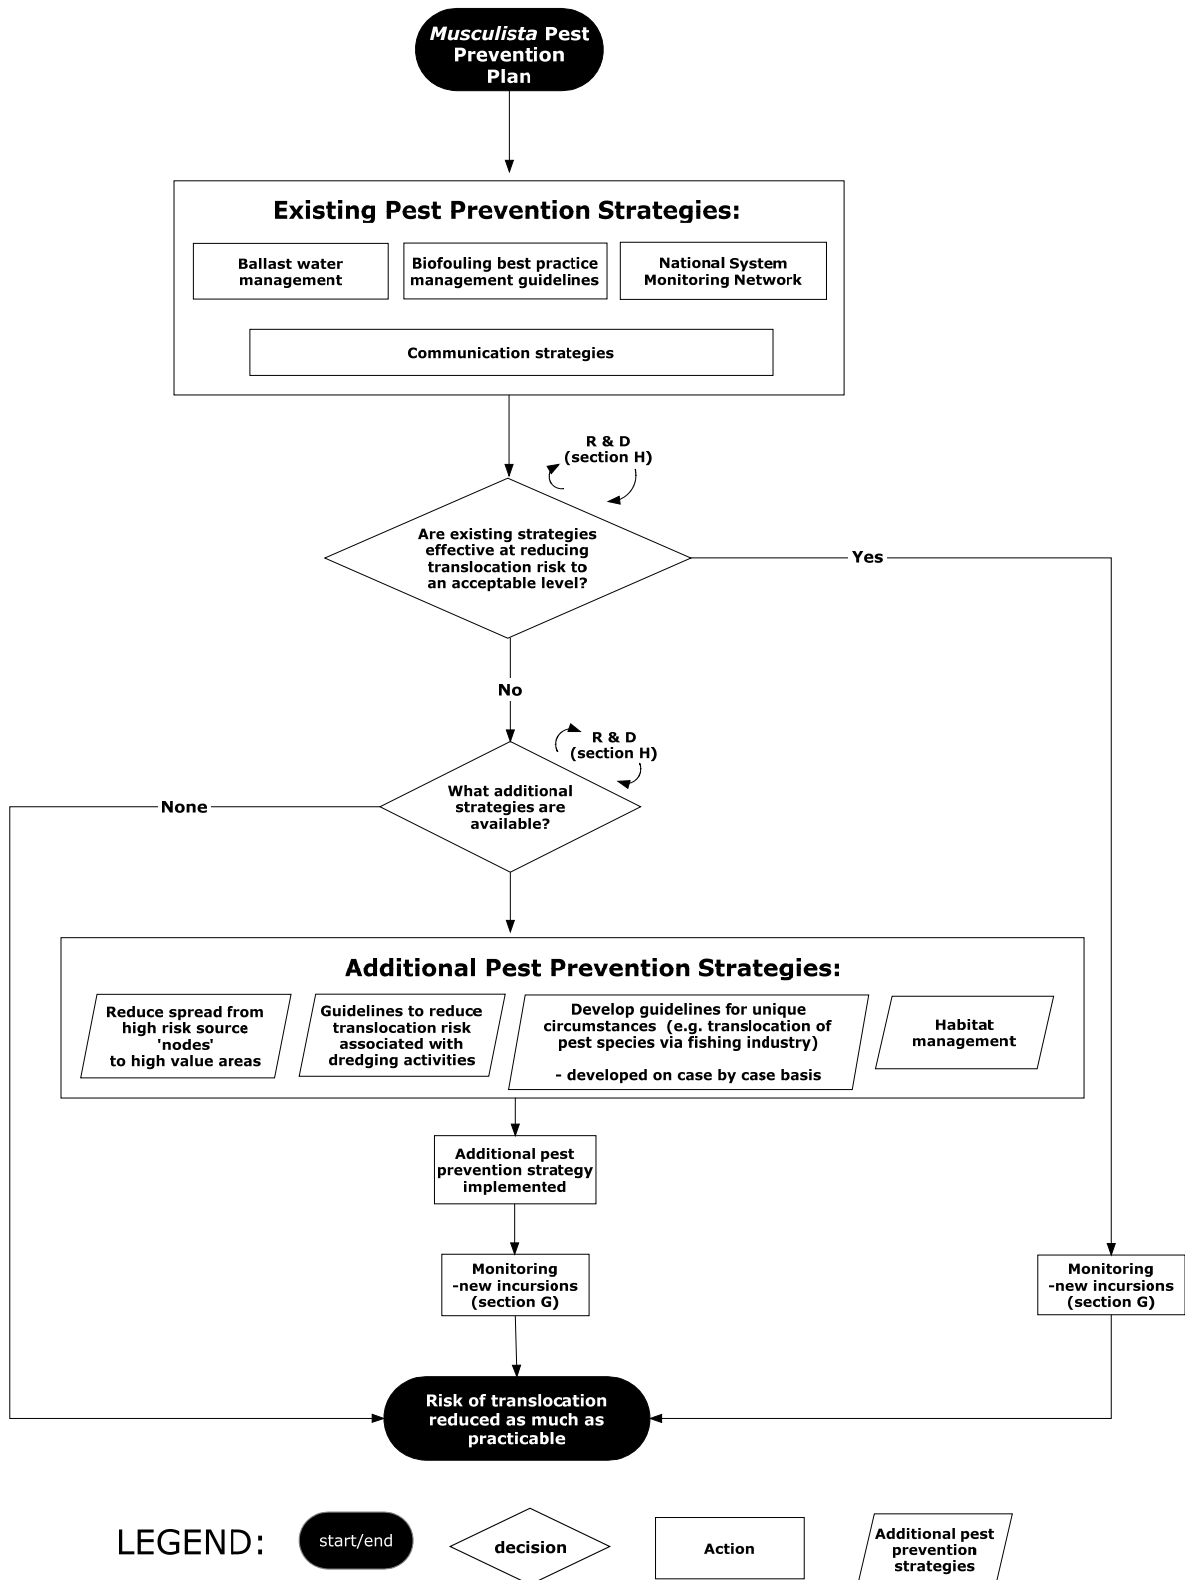 Musculista Pest
Prevention
Plan
Existing Pest Prevention Strategies:
Ballast water
management
Biofouling best practice
management guidelines
National System
Monitoring Network
Communication strategies
R & D
(section H)
Are existing strategies
effective at reducing
translocation risk to
an acceptable level?
Yes
No
R & D
(section H)
What additional
strategies are
available?
None
Additional Pest Prevention Strategies:
Reduce spread from
high risk source
'nodes'
to high value areas
Guidelines to reduce
translocation risk
associated with
dredging activities
Develop guidelines for unique
circumstances (e.g. translocation of
pest species via fishing industry)
- developed on case by case basis
Habitat
management
Additional pest
prevention strategy
implemented
Monitoring
-new incursions
(section G)
Monitoring
-new incursions
(section G)
Risk of translocation
reduced as much as
practicable
LEGEND:
start/end
decision
Action
Additional pest
prevention
strategies